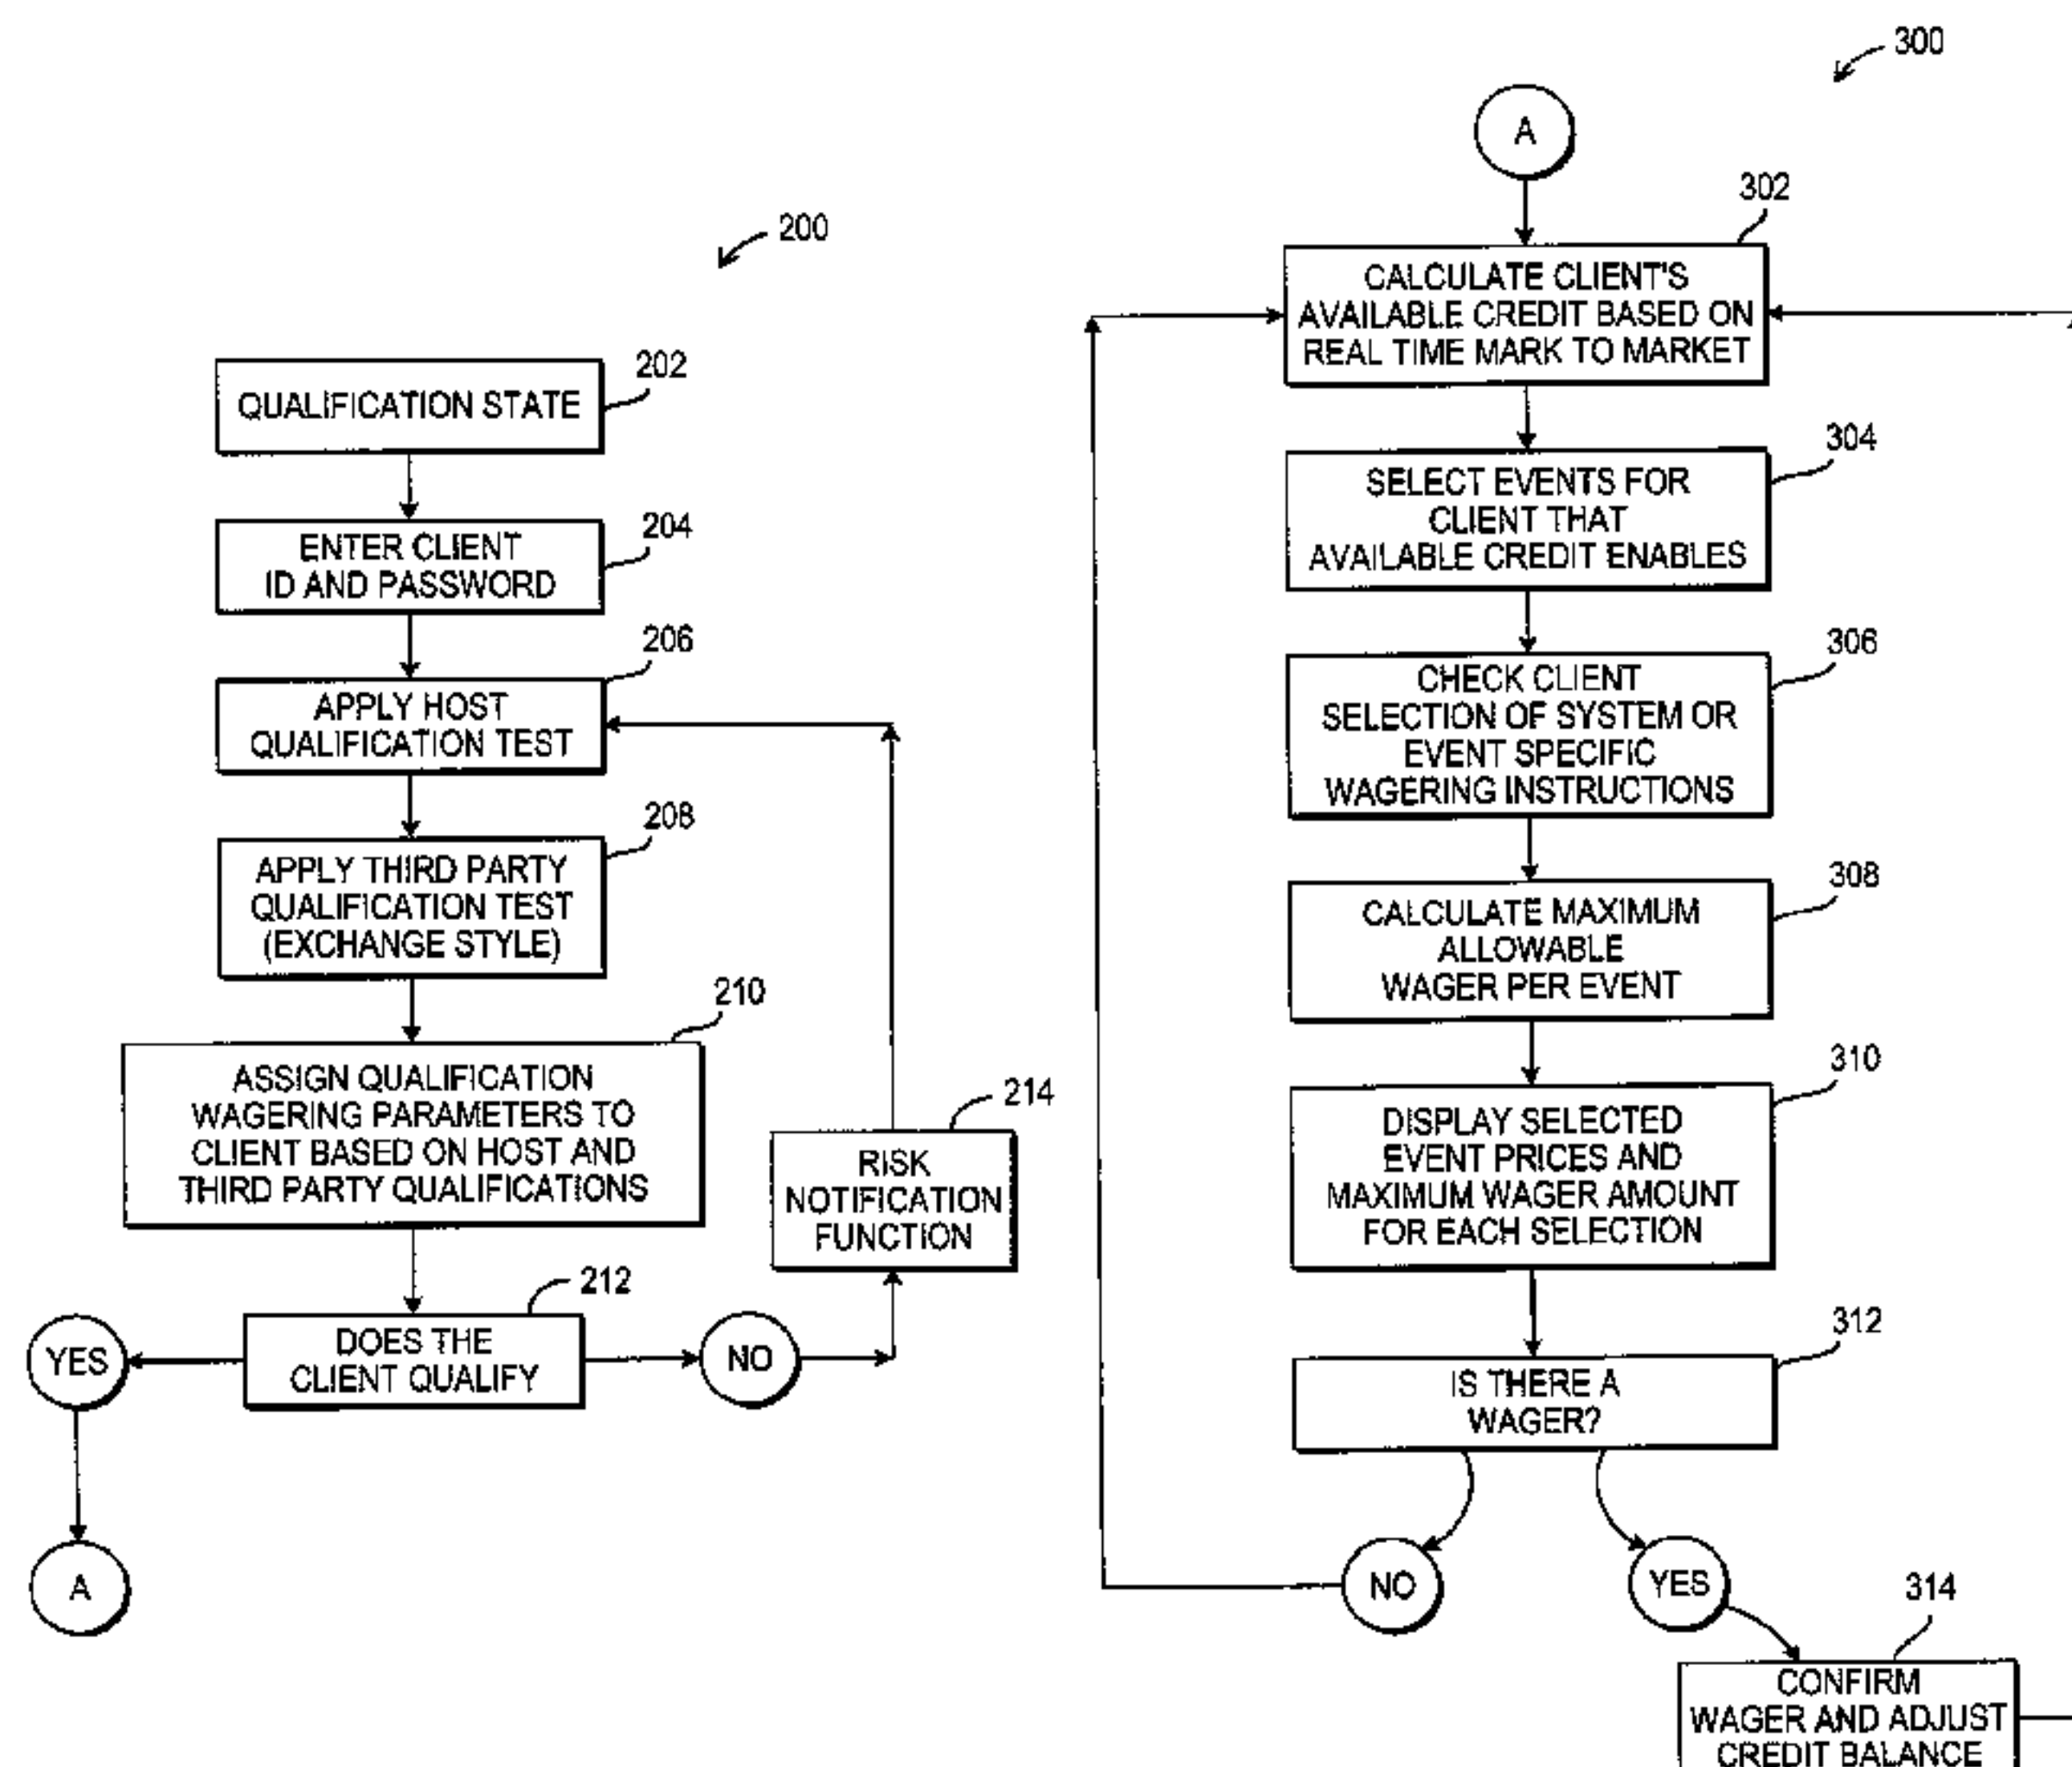 200
QUALIFICATION STATE
202
ENTER CLIENT
ID AND PASSWORD
204
APPLY HOST
QUALIFICATION TEST
206
APPLY THIRD PARTY
QUALIFICATION TEST
(EXCHANGE STYLE)
208
ASSIGN QUALIFICATION
WAGERING PARAMETERS TO
CLIENT BASED ON HOST AND
THIRD PARTY QUALIFICATIONS
210
DOES THE
CLIENT QUALIFY
212
YES
NO
RISK
NOTIFICATION
FUNCTION
214
A
300
A
CALCULATE CLIENT'S
AVAILABLE CREDIT BASED ON
REAL TIME MARK TO MARKET
302
SELECT EVENTS FOR
CLIENT THAT
AVAILABLE CREDIT ENABLES
304
CHECK CLIENT
SELECTION OF SYSTEM OR
EVENT SPECIFIC
WAGERING INSTRUCTIONS
306
CALCULATE MAXIMUM
ALLOWABLE
WAGER PER EVENT
308
DISPLAY SELECTED
EVENT PRICES AND
MAXIMUM WAGER AMOUNT
FOR EACH SELECTION
310
IS THERE A
WAGER?
312
NO
YES
314
CONFIRM
WAGER AND ADJUST
CREDIT BALANCE